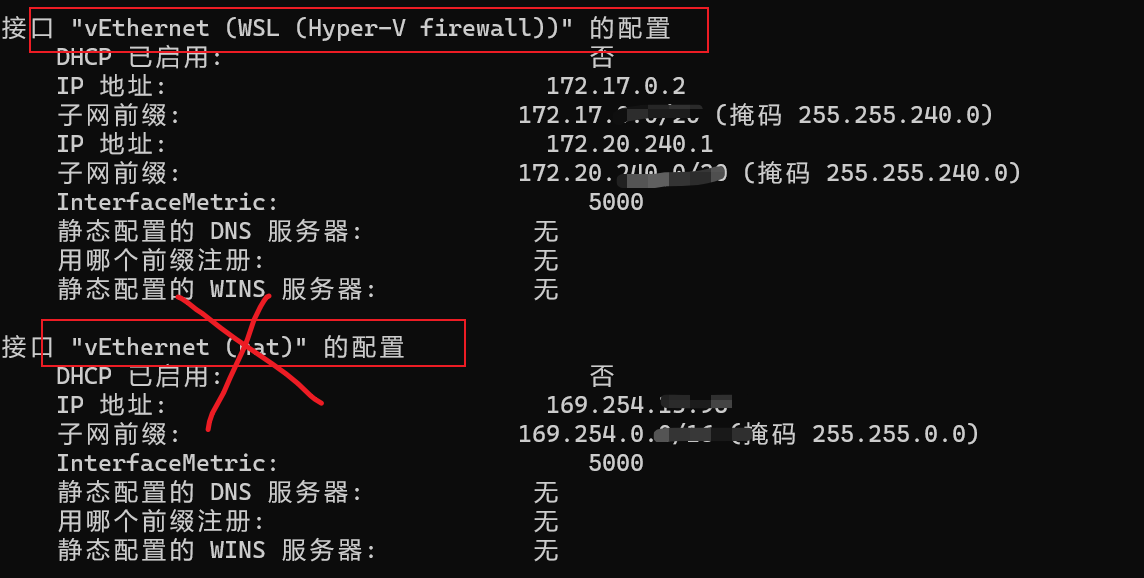 接口 "vEthernet (WSL (Hyper-V firewall))" 的配置
DHCP 已启用: 否
IP 地址: 172.17.0.2
子网前缀: 172.17. (掩码 255.255.240.0)
IP 地址: 172.20.240.1
子网前缀: 172.20.240.0/20 (掩码 255.255.240.0)
InterfaceMetric: 5000
静态配置的 DNS 服务器: 无
用哪个前缀注册: 无
静态配置的 WINS 服务器: 无
接口 "vEthernet (nat)" 的配置
DHCP 已启用: 否
IP 地址: 169.254.
子网前缀: 169.254.0. (掩码 255.255.0.0)
InterfaceMetric: 5000
静态配置的 DNS 服务器: 无
用哪个前缀注册: 无
静态配置的 WINS 服务器: 无